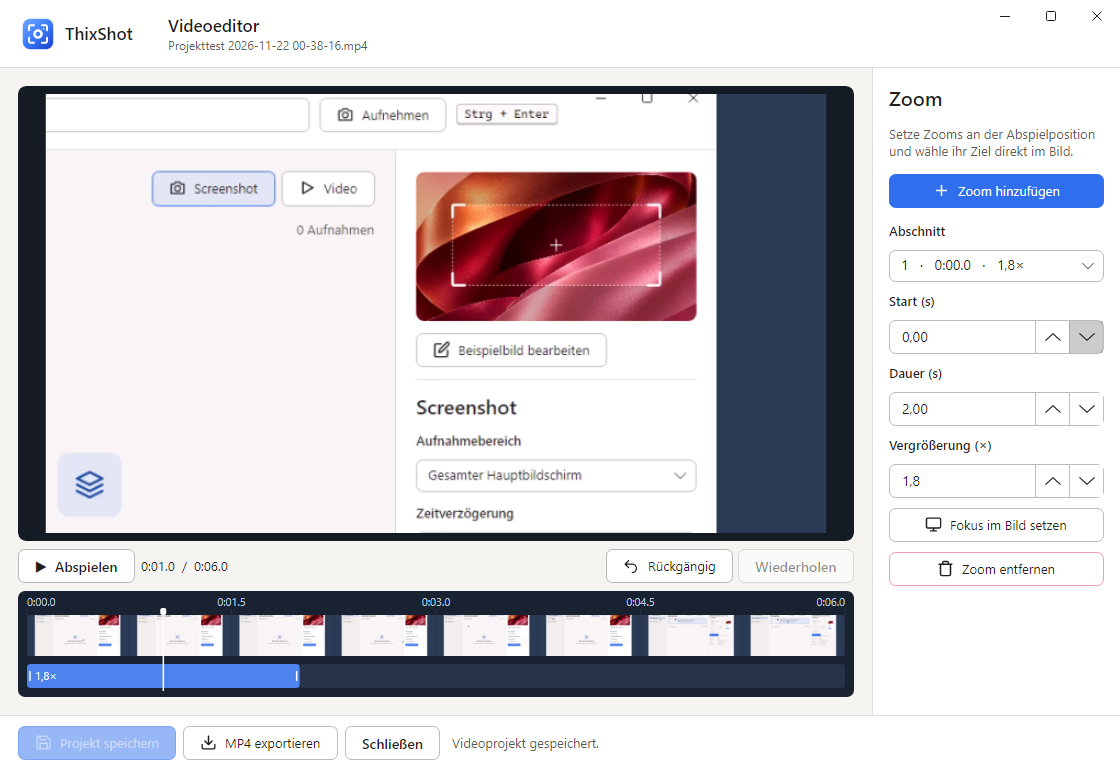 ThixShot
Videoeditor
Projekttest 2026-11-22 00-38-16.mp4
Aufnehmen
Strg + Enter
Screenshot
Video
0 Aufnahmen
Beispielbild bearbeiten
Screenshot
Aufnahmebereich
Gesamter Hauptbildschirm
Zeitverzögerung
Abspielen
0:01.0 / 0:06.0
Rückgängig
Wiederholen
0:00.0 0:01.5 0:03.0 0:04.5 0:06.0
1,8×
Zoom
Setze Zooms an der Abspielposition
und wähle ihr Ziel direkt im Bild.
Zoom hinzufügen
Abschnitt
1 · 0:00.0 · 1,8×
Start (s)
0,00
Dauer (s)
2,00
Vergrößerung (×)
1,8
Fokus im Bild setzen
Zoom entfernen
Projekt speichern
MP4 exportieren
Schließen
Videoprojekt gespeichert.